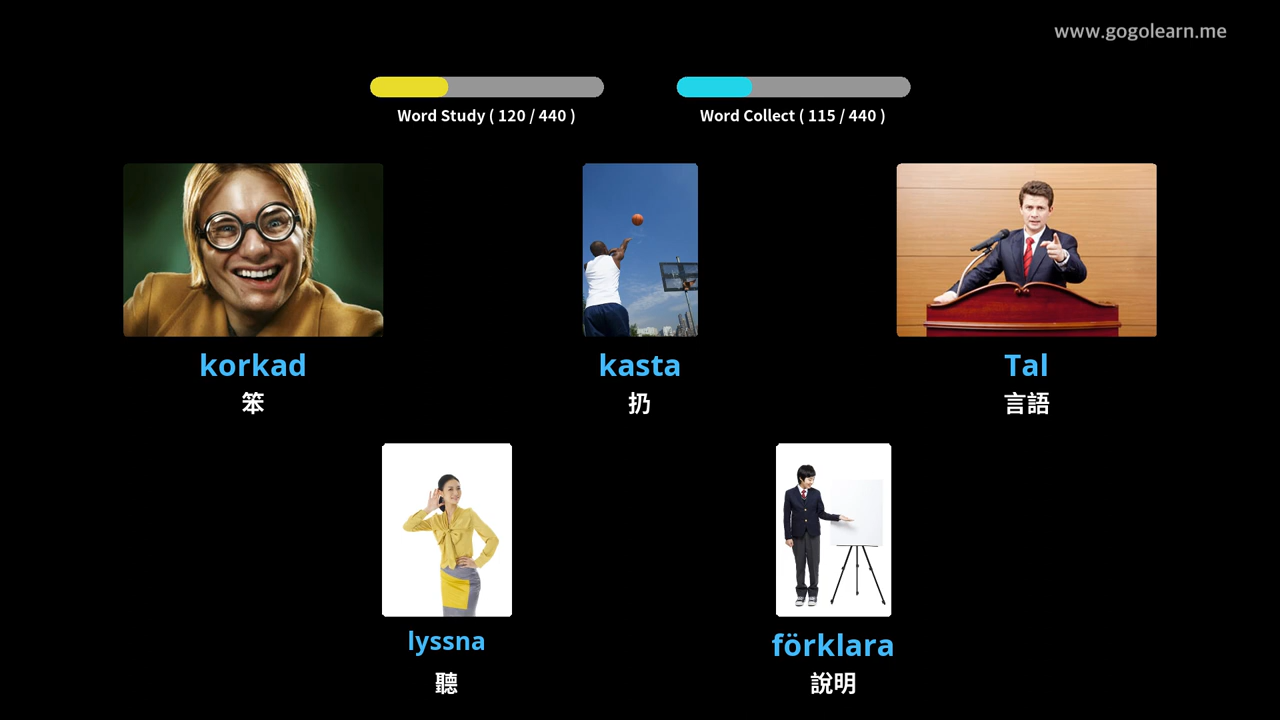 www.gogolearn.me
Word Study ( 120 / 440 )
Word Collect ( 115 / 440 )
korkad
笨
kasta
扔
Tal
言語
lyssna
聽
förklara
說明